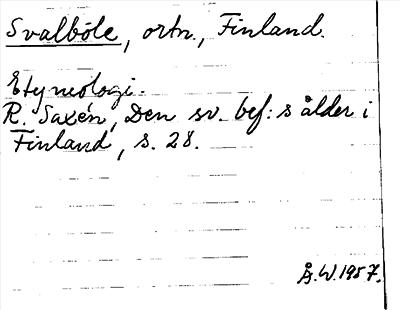 Svalböle, ortn., Finland.
Etymologi.
R. Saxén, Den sv. bef:s ålder i
Finland, s. 28.
Å.W.1957.